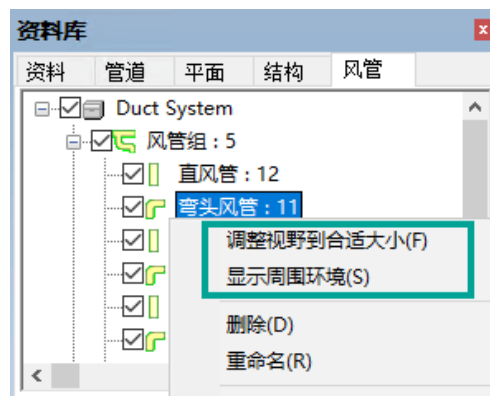 资料库
资料 管道 平面 结构 风管
Duct System
风管组 : 5
直风管 : 12
弯头风管 : 11
调整视野到合适大小(F)
显示周围环境(S)
删除(D)
重命名(R)